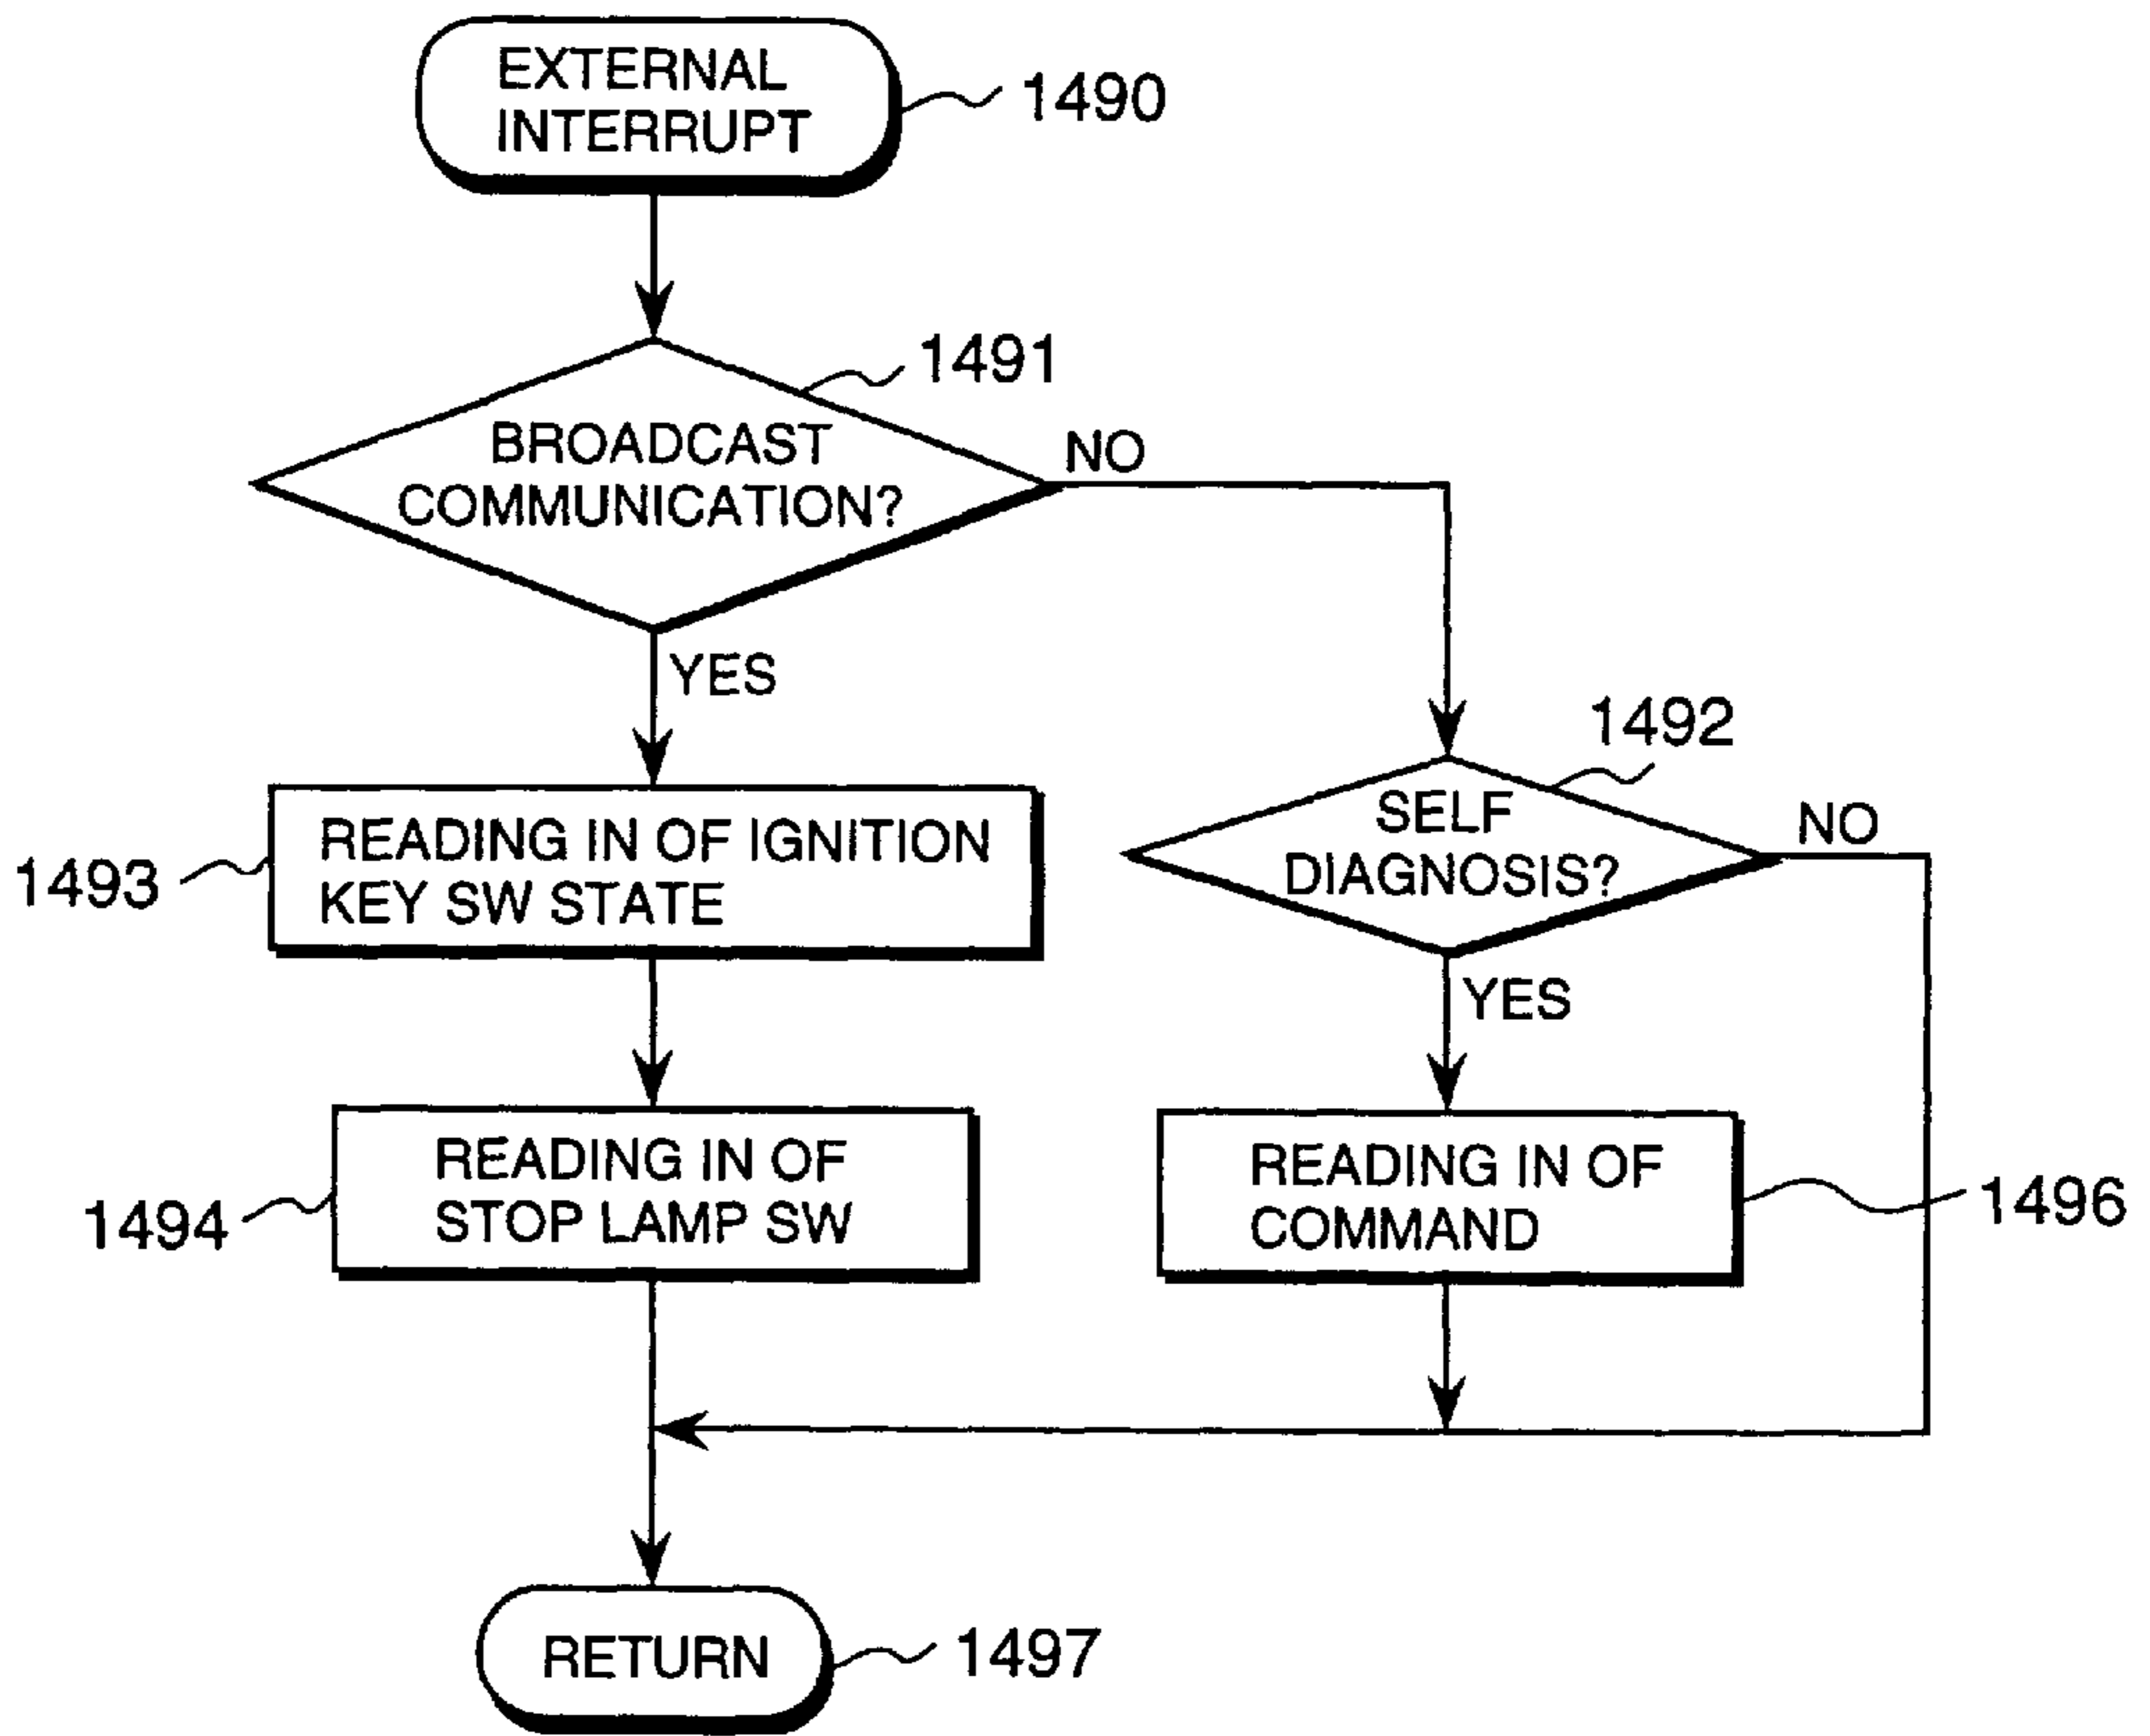 EXTERNAL
INTERRUPT
1490
1491
BROADCAST
COMMUNICATION?
NO
YES
1492
SELF
DIAGNOSIS?
NO
YES
1493
READING IN OF IGNITION
KEY SW STATE
1494
READING IN OF
STOP LAMP SW
READING IN OF
COMMAND
1496
RETURN
1497